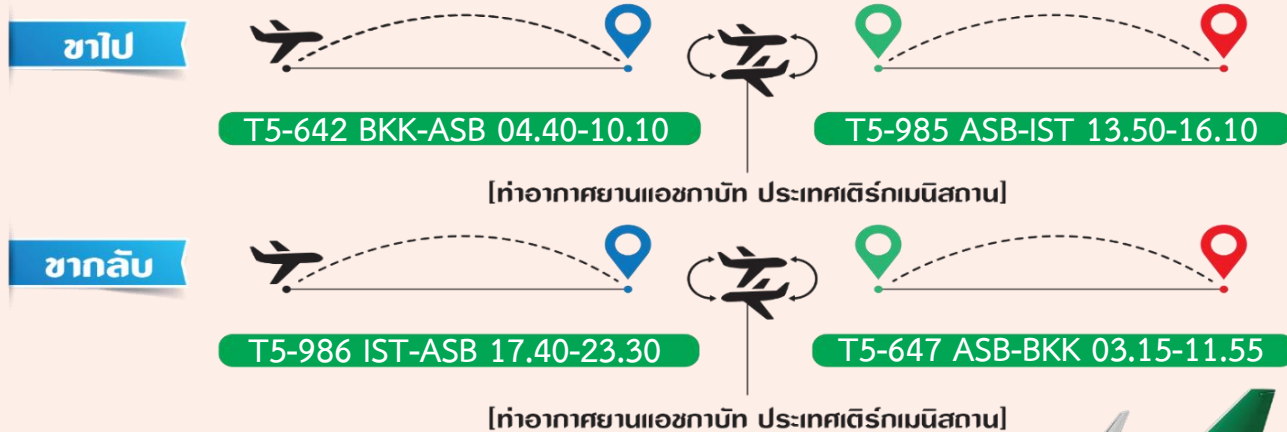 ขาไป
T5-642 BKK-ASB 04.40-10.10
T5-985 ASB-IST 13.50-16.10
[ท่าอากาศยานแอชกาบัท ประเทศเติร์กเมนิสถาน]
ขากลับ
T5-986 IST-ASB 17.40-23.30
T5-647 ASB-BKK 03.15-11.55
[ท่าอากาศยานแอชกาบัท ประเทศเติร์กเมนิสถาน]